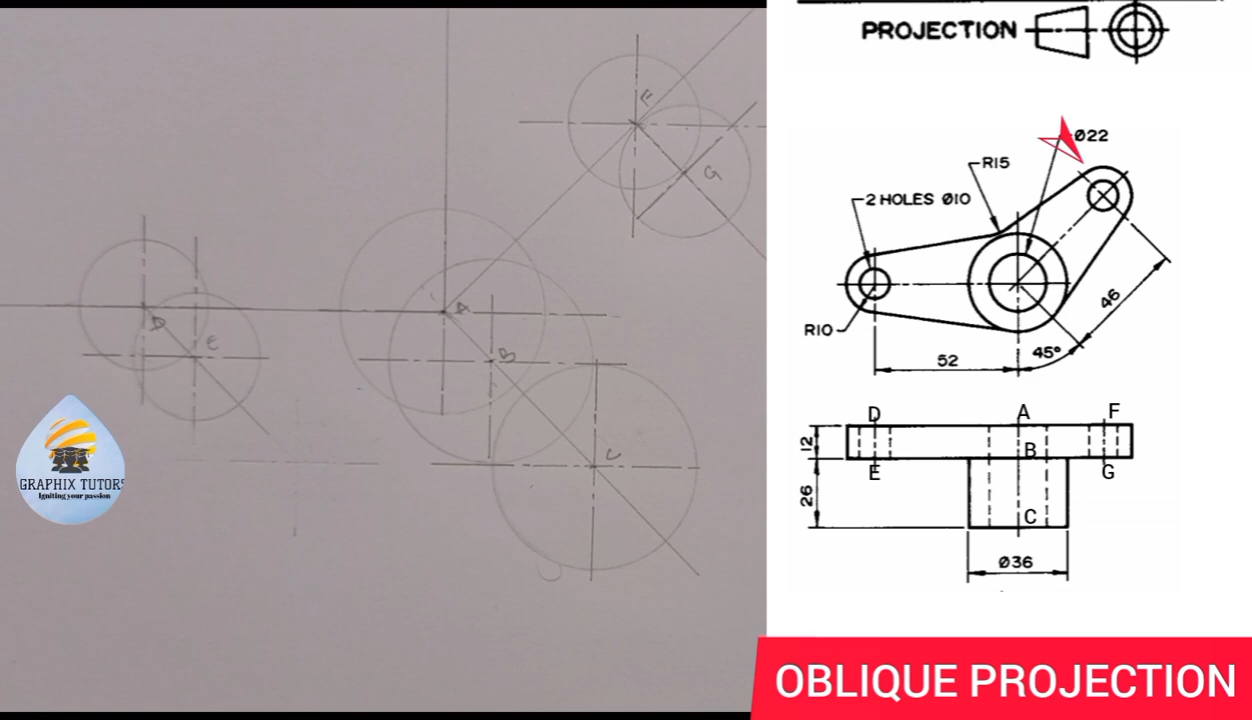 PROJECTION
Ø22
R15
2 HOLES Ø10
R10
52
45°
46
D A F
12
B
E G
26
C
Ø36
F
G
A
D
E
B
C
GRAPHIX TUTORS
Igniting your passion
OBLIQUE PROJECTION